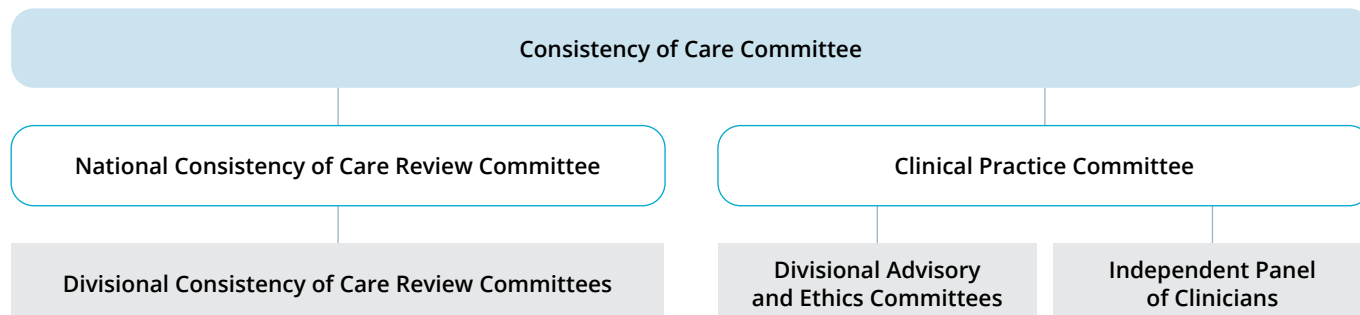 Consistency of Care Committee
National Consistency of Care Review Committee
Clinical Practice Committee
Divisional Consistency of Care Review Committees
Divisional Advisory
and Ethics Committees
Independent Panel
of Clinicians